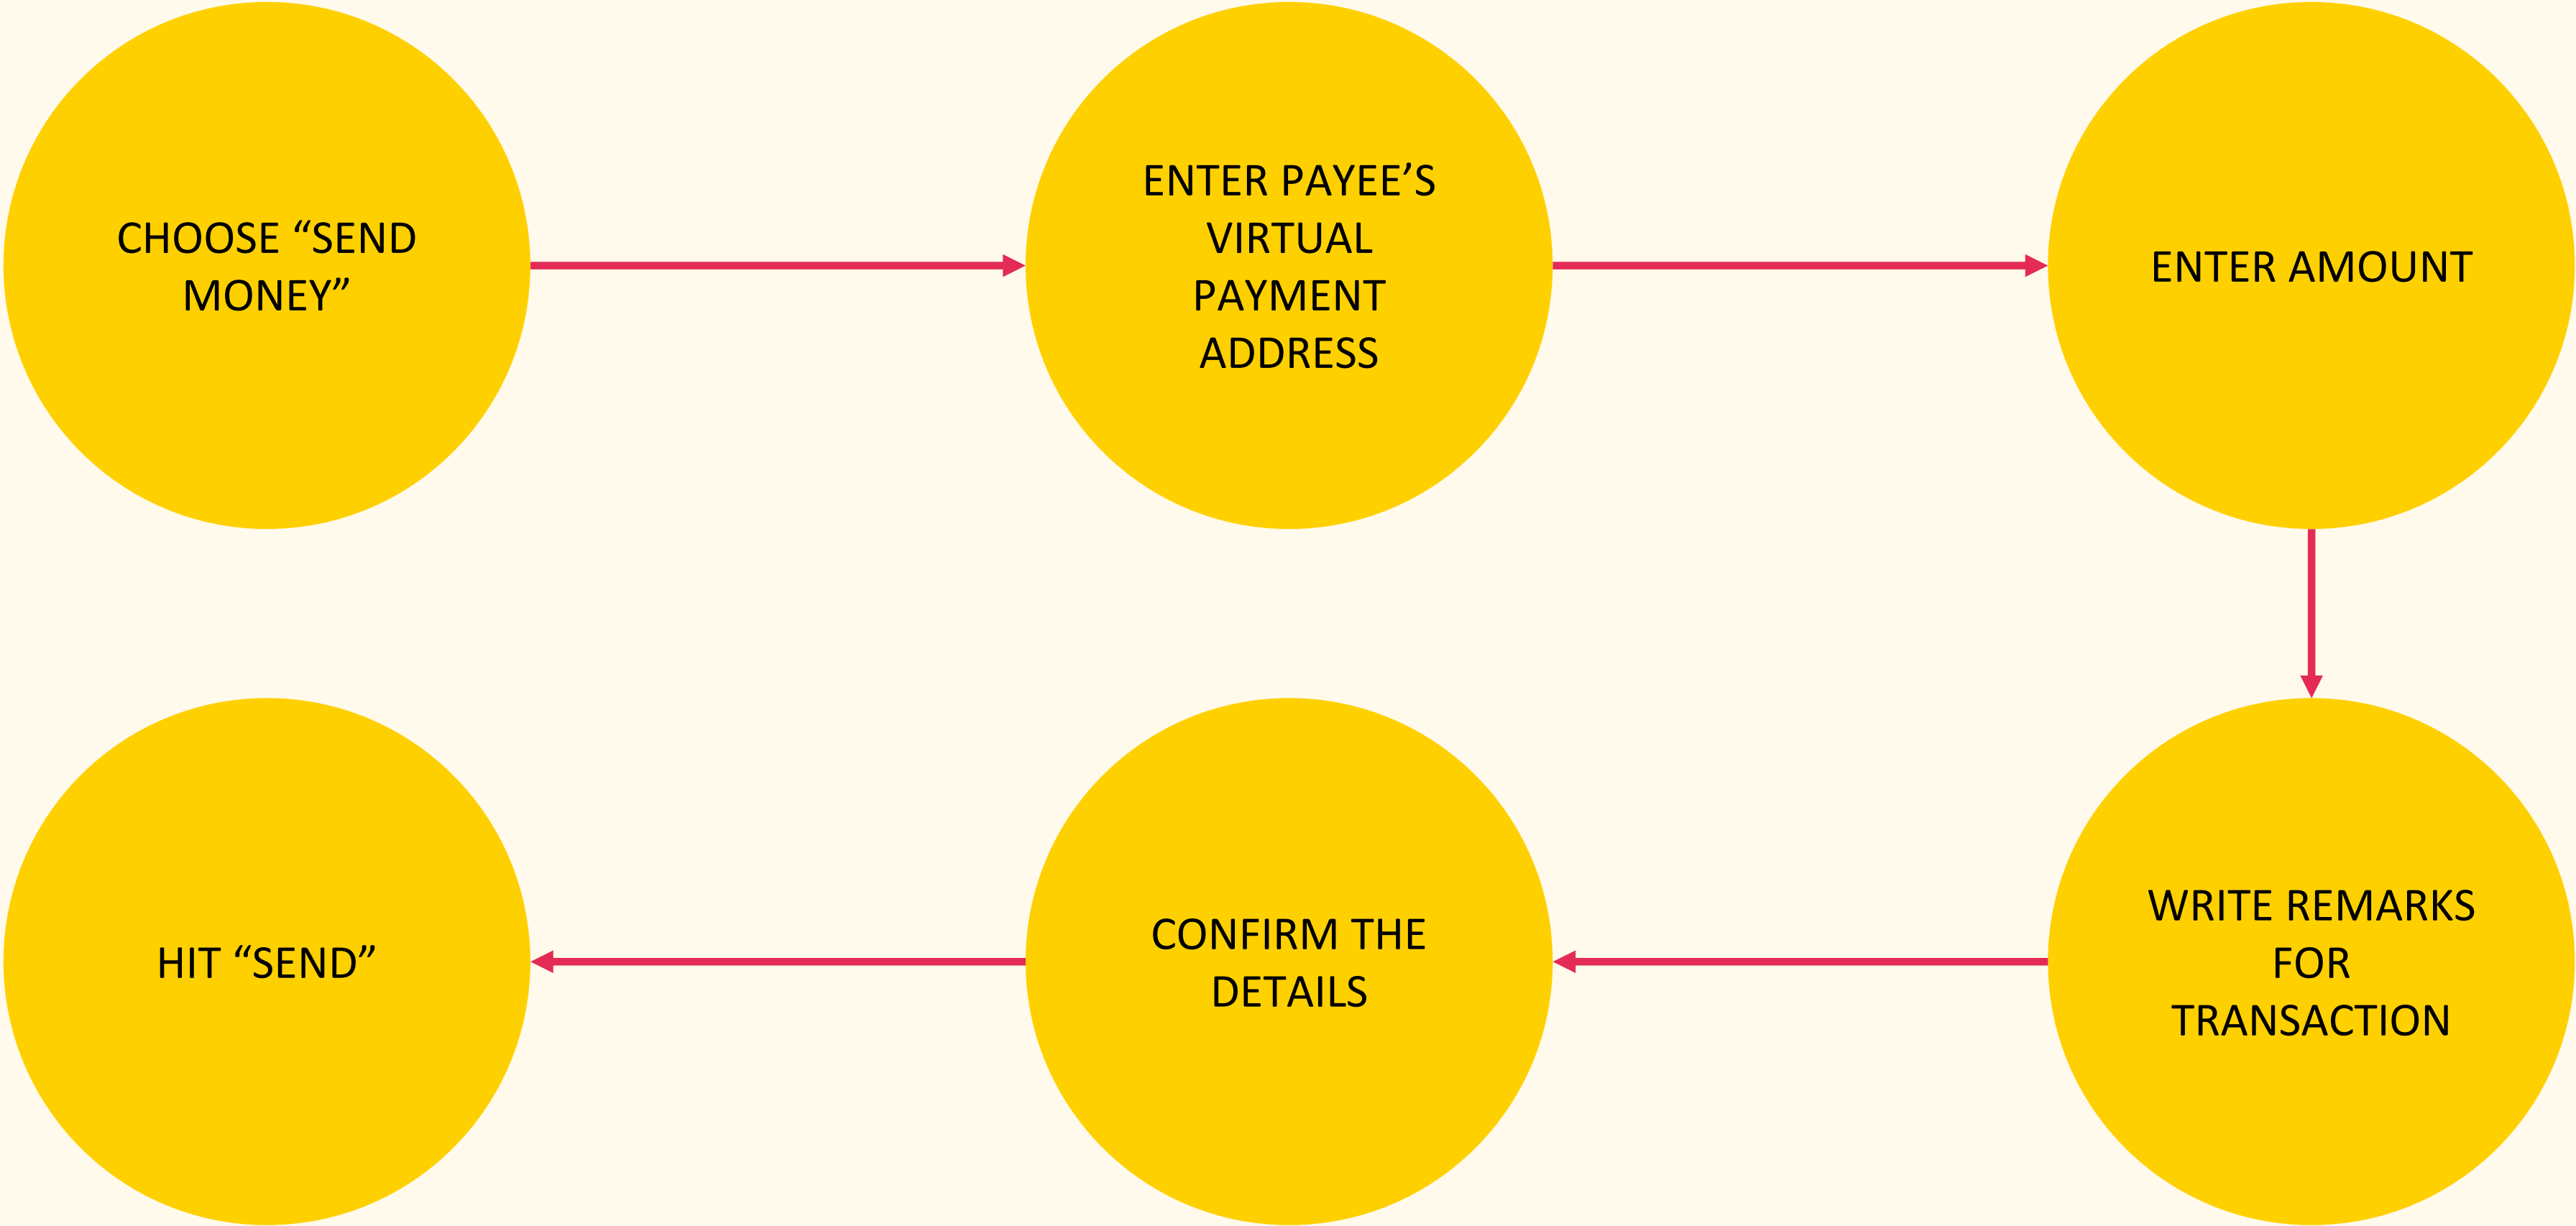 CHOOSE “SEND
MONEY”
ENTER PAYEE’S
VIRTUAL
PAYMENT
ADDRESS
ENTER AMOUNT
WRITE REMARKS
FOR
TRANSACTION
CONFIRM THE
DETAILS
HIT “SEND”